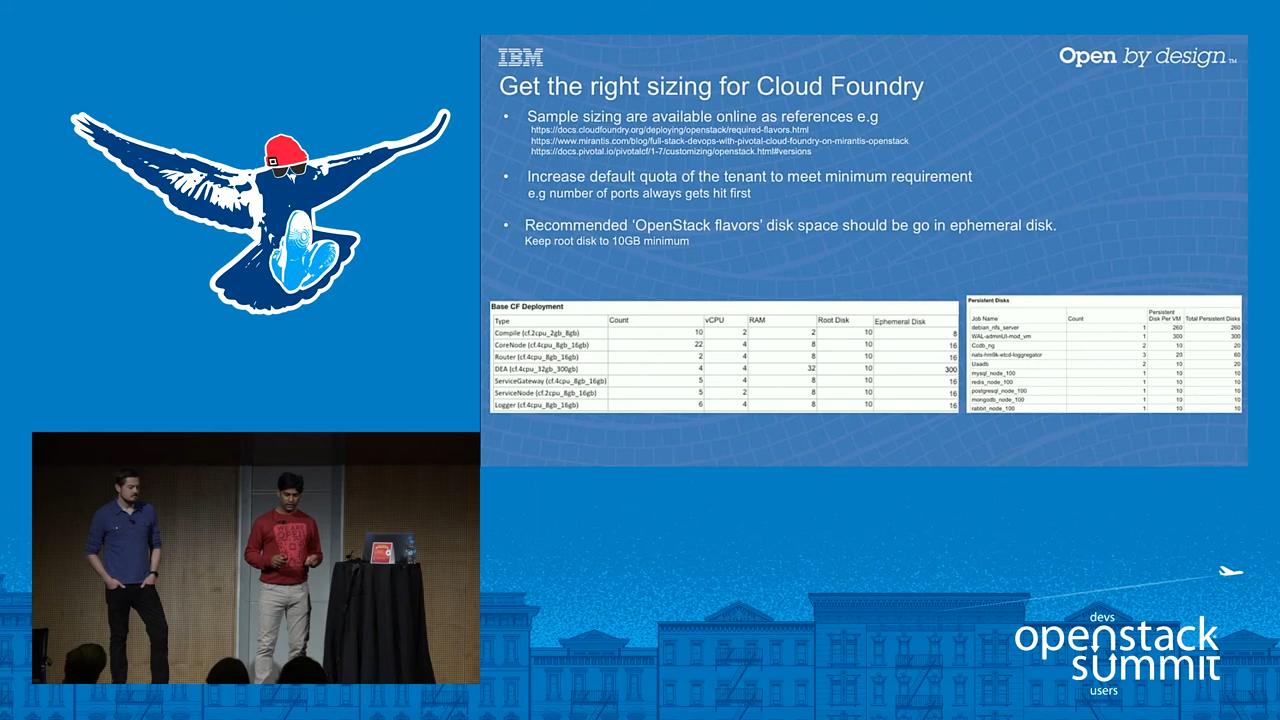 IBM
Open by design™
Get the right sizing for Cloud Foundry
• Sample sizing are available online as references e.g
https://docs.cloudfoundry.org/deploying/openstack/required-flavors.html
https://www.mirantis.com/blog/full-stack-devops-with-pivotal-cloud-foundry-on-mirantis-openstack
https://docs.pivotal.io/pivotalcf/1-7/customizing/openstack.html#versions
• Increase default quota of the tenant to meet minimum requirement
e.g number of ports always gets hit first
• Recommended 'OpenStack flavors' disk space should be go in ephemeral disk.
Keep root disk to 10GB minimum
Base CF Deployment
Type Count vCPU RAM Root Disk Ephemeral Disk
Compile (cf.2cpu_2gb_8gb) 10 2 2 10 8
CoreNode (cf.4cpu_8gb_16gb) 22 4 8 10 16
Router (cf.4cpu_8gb_16gb) 2 4 8 10 16
DEA (cf.4cpu_32gb_300gb) 4 4 32 10 300
ServiceGateway (cf.4cpu_8gb_16gb) 5 4 8 10 16
ServiceNode (cf.2cpu_8gb_16gb) 5 2 8 10 16
Logger (cf.4cpu_8gb_16gb) 6 4 8 10 16
Persistent Disks
Job Name Count Persistent Disk Per VM Total Persistent Disks
debian_nfs_server 1 260 260
WAL-adminUI-mod_vm 1 300 300
Ccdb_ng 2 10 20
nats-hm9k-etcd-loggregator 3 20 60
Uaadb 2 10 20
mysql_node_100 1 10 10
redis_node_100 1 10 10
postgresql_node_100 1 10 10
mongodb_node_100 1 10 10
rabbit_node_100 1 10 10
WE ARE
OPEN
devs
openstack
summit
users